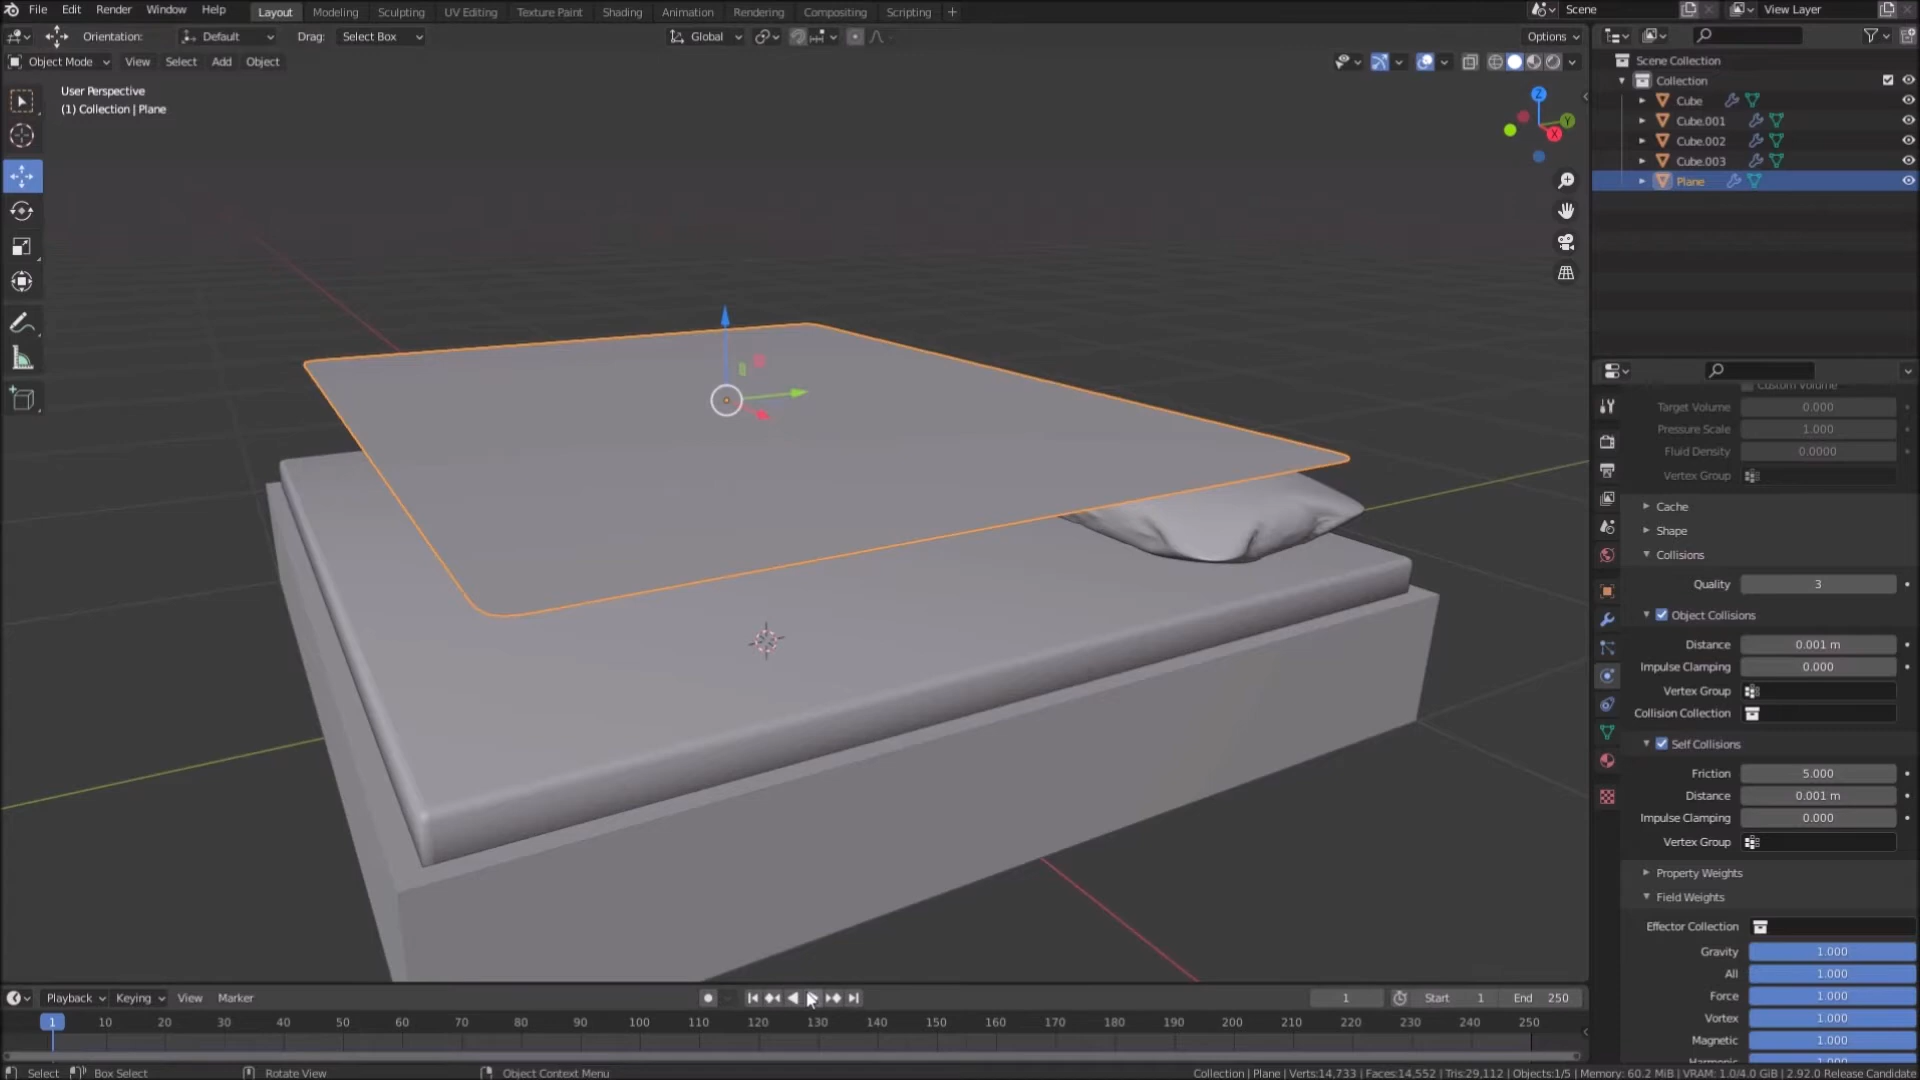 File Edit Render Window Help Layout Modeling Sculpting UV Editing Texture Paint Shading Animation Rendering Compositing Scripting + Scene View Layer
Orientation: Default Drag: Select Box Global Options
Object Mode View Select Add Object
User Perspective
(1) Collection | Plane
Z
Y
X
Scene Collection
Collection
Cube
Cube.001
Cube.002
Cube.003
Plane
Custom Volume
Target Volume 0.000
Pressure Scale 1.000
Fluid Density 0.0000
Vertex Group
Cache
Shape
Collisions
Quality 3
Object Collisions
Distance 0.001 m
Impulse Clamping 0.000
Vertex Group
Collision Collection
Self Collisions
Friction 5.000
Distance 0.001 m
Impulse Clamping 0.000
Vertex Group
Property Weights
Field Weights
Effector Collection
Gravity 1.000
All 1.000
Force 1.000
Vortex 1.000
Magnetic 1.000
Harmonic 1.000
Playback Keying View Marker 1 Start 1 End 250
1 10 20 30 40 50 60 70 80 90 100 110 120 130 140 150 160 170 180 190 200 210 220 230 240 250
Select Box Select Rotate View Object Context Menu Collection | Plane | Verts:14,733 | Faces:14,552 | Tris:29,112 | Objects:1/5 | Memory: 60.2 MiB | VRAM: 1.0/4.0 GiB | 2.92.0 Release Candidate